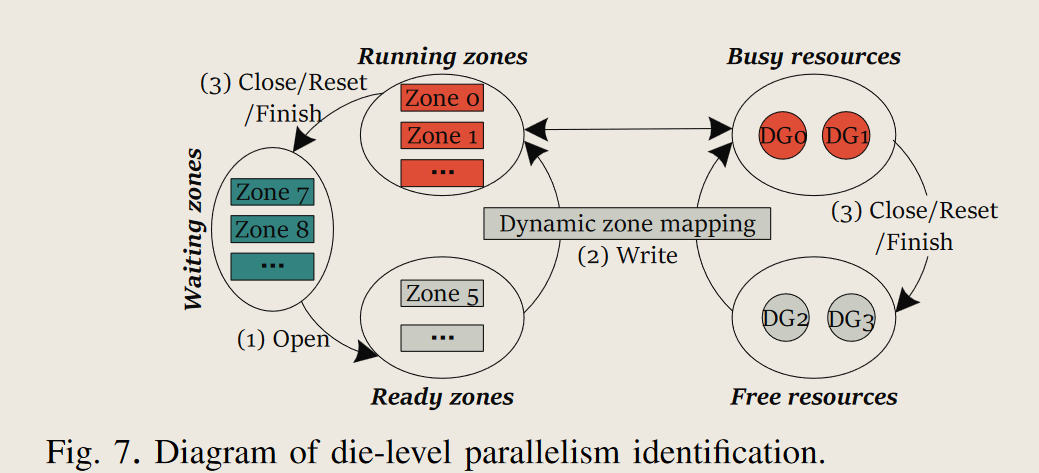 Running zones
Busy resources
(3) Close/Reset
/Finish
Zone 0
Zone 1
...
DG0
DG1
Waiting zones
Zone 7
Zone 8
...
Dynamic zone mapping
(2) Write
(3) Close/Reset
/Finish
(1) Open
Zone 5
...
DG2
DG3
Ready zones
Free resources
Fig. 7. Diagram of die-level parallelism identification.